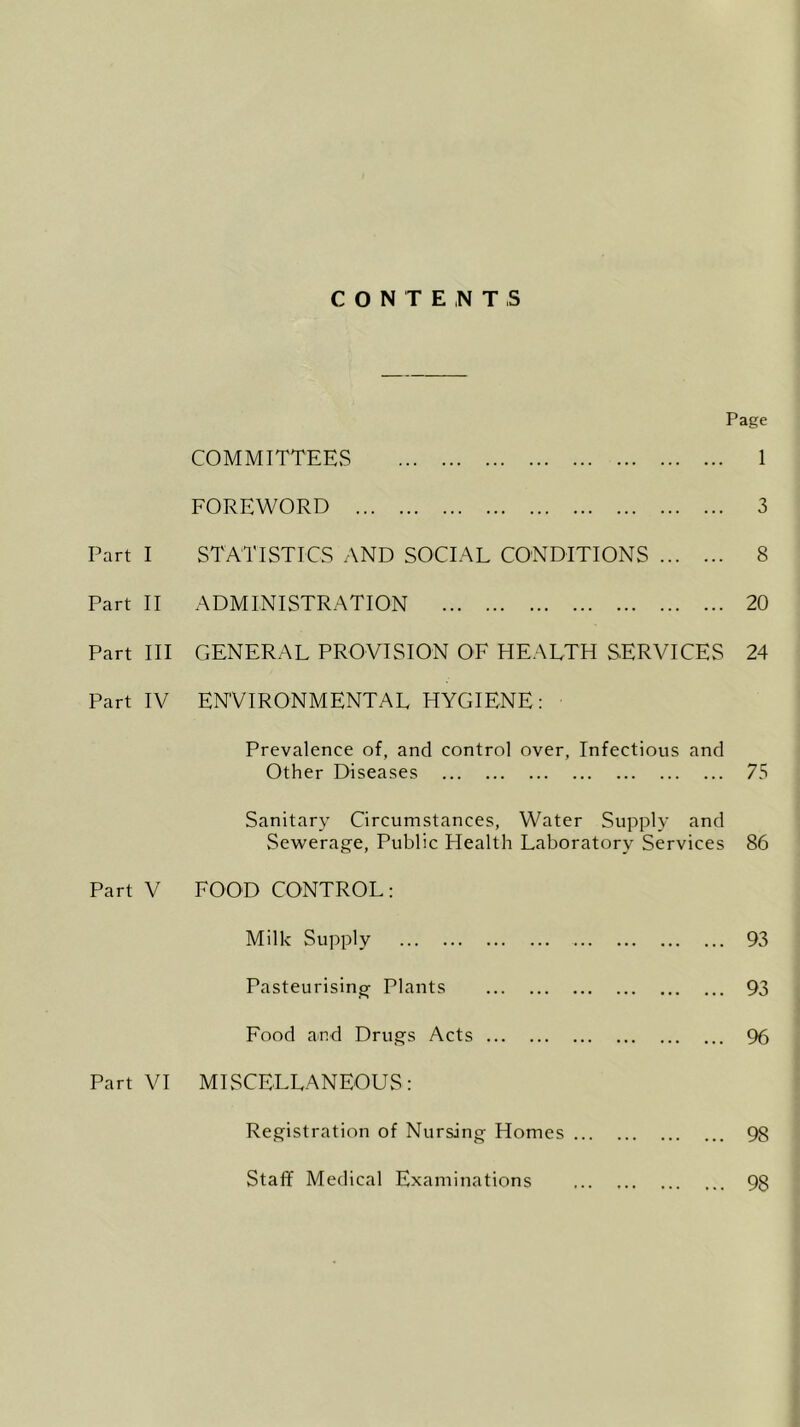 CONTENTS
Page
COMMITTEES ... ... ... ... ... ... ... ... 1
FOREWORD ... ... ... ... ... ... ... ... ... 3
Part I STATISTICS AND SOCIAL CONDITIONS ... ... 8
Part II ADMINISTRATION ... ... ... ... ... ... ... 20
Part III GENERAL PROVISION OF HEALTH SERVICES 24
Part IV ENVIRONMENTAL HYGIENE:
Prevalence of, and control over, Infectious and
Other Diseases ... ... ... ... ... ... ... 75
Sanitary Circumstances, Water Supply and
Sewerage, Public Health Laboratory Services 86
Part V FOOD CONTROL:
Milk Supply ... ... ... ... ... ... ... ... 93
Pasteurising Plants ... ... ... ... ... ... 93
Food and Drugs Acts ... ... ... ... ... ... 96
Part VI MISCELLANEOUS:
Registration of Nursing Homes ... ... ... ... 98
Staff Medical Examinations ... ... ... ... 98